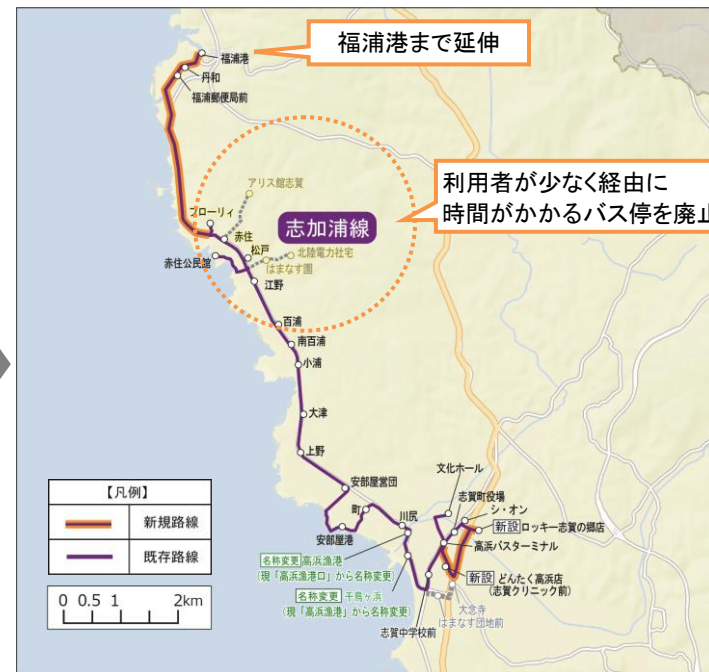 福浦港まで延伸
福浦港
丹和
福浦郵便局前
アリス館志賀
利用者が少なく経由に
時間がかかるバス停を廃止
フローリィ
赤住
志加浦線
松戸
北陸電力社宅
赤住公民館
はまなす園
江野
百浦
南百浦
小浦
大津
上野
文化ホール
【凡例】
新規路線
既存路線
安部屋営団
志賀町役場
町
川尻
シ・オン
新設 ロッキー志賀の郷店
安部屋港
高浜バスターミナル
名称変更 高浜漁港
(現「高浜漁港口」から名称変更)
新設 どんたく高浜店
(志賀クリニック前)
名称変更 千鳥ヶ浜
(現「高浜漁港」から名称変更)
大念寺
はまなす団地前
志賀中学校前
0 0.5 1 2km